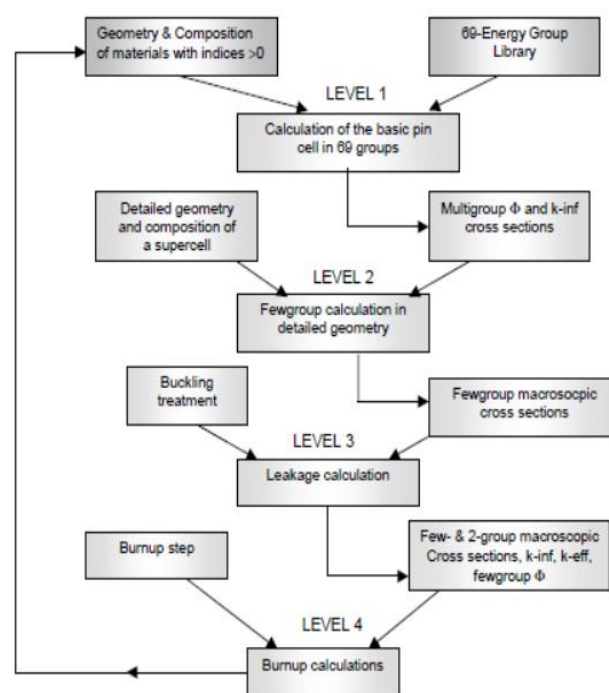 Geometry & Composition
of materials with indices >0
69-Energy Group
Library
LEVEL 1
Calculation of the basic pin
cell in 69 groups
Detailed geometry
and composition of
a supercell
Multigroup Φ and k-inf
cross sections
LEVEL 2
Fewgroup calculation in
detailed geometry
Buckling
treatment
Fewgroup macrosocpic
cross sections
LEVEL 3
Leakage calculation
Burnup step
Few- & 2-group macroscopic
Cross sections, k-inf, k-eff,
fewgroup Φ
LEVEL 4
Burnup calculations